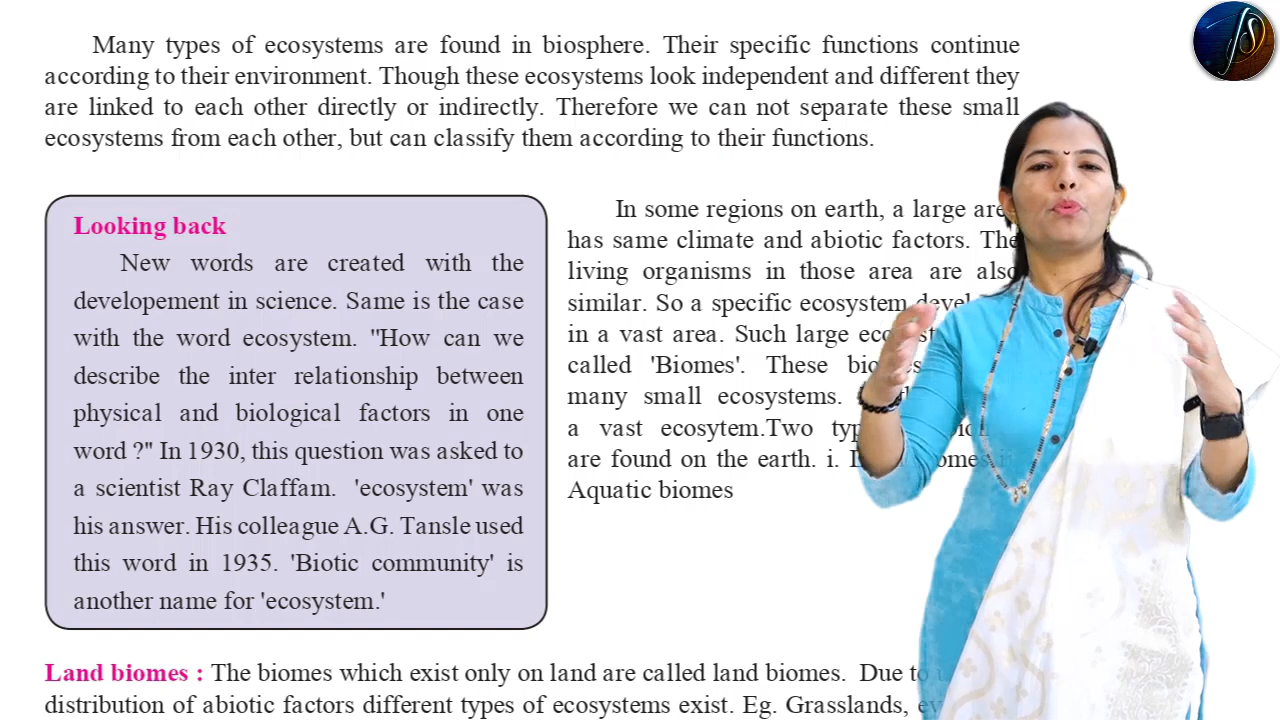 Many types of ecosystems are found in biosphere. Their specific functions continue
according to their environment. Though these ecosystems look independent and different they
are linked to each other directly or indirectly. Therefore we can not separate these small
ecosystems from each other, but can classify them according to their functions.
Looking back
New words are created with the
developement in science. Same is the case
with the word ecosystem. "How can we
describe the inter relationship between
physical and biological factors in one
word ?" In 1930, this question was asked to
a scientist Ray Claffam. 'ecosystem' was
his answer. His colleague A.G. Tansle used
this word in 1935. 'Biotic community' is
another name for 'ecosystem.'
In some regions on earth, a large
has same climate and abiotic factors. The
living organisms in those area are also
similar. So a specific ecosystem
in a vast area. Such large
called 'Biomes'. These
many small ecosystems.
a vast ecosytem.Two
are found on the earth. i.
Aquatic biomes
Land biomes : The biomes which exist only on land are called land biomes. Due to
distribution of abiotic factors different types of ecosystems exist. Eg. Grasslands,